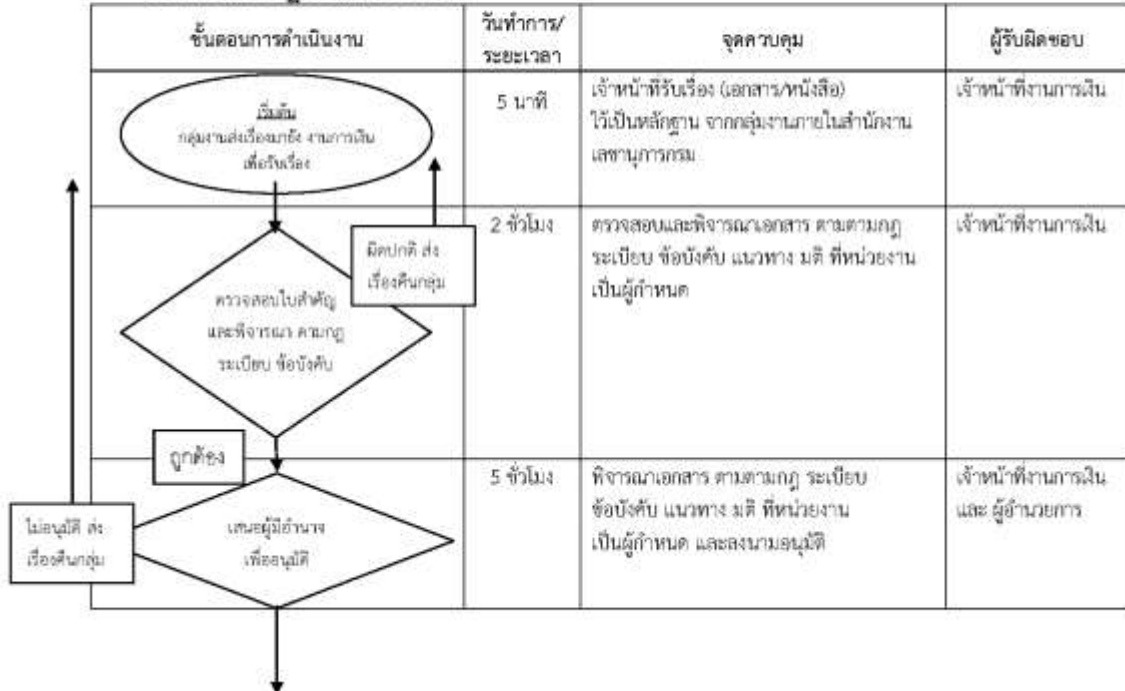 ขั้นตอนการดำเนินงาน
วันทำการ/
ระยะเวลา
จุดควบคุม
ผู้รับผิดชอบ
เริ่มต้น
กลุ่มงานส่งเรื่องมายัง งานการเงิน
เพื่อรับเรื่อง
5 นาที
เจ้าหน้าที่รับเรื่อง (เอกสาร/หนังสือ)
ไว้เป็นหลักฐาน จากกลุ่มงานภายในสำนักงาน
เลขานุการกรม
เจ้าหน้าที่งานการเงิน
ผิดปกติ ส่ง
เรื่องคืนกลุ่ม
ตรวจสอบใบสำคัญ
และพิจารณา ตามกฎ
ระเบียบ ข้อบังคับ
2 ชั่วโมง
ตรวจสอบและพิจารณาเอกสาร ตามตามกฎ
ระเบียบ ข้อบังคับ แนวทาง มติ ที่หน่วยงาน
เป็นผู้กำหนด
เจ้าหน้าที่งานการเงิน
ถูกต้อง
ไม่อนุมัติ ส่ง
เรื่องคืนกลุ่ม
เสนอผู้มีอำนาจ
เพื่ออนุมัติ
5 ชั่วโมง
พิจารณาเอกสาร ตามตามกฎ ระเบียบ
ข้อบังคับ แนวทาง มติ ที่หน่วยงาน
เป็นผู้กำหนด และลงนามอนุมัติ
เจ้าหน้าที่งานการเงิน
และ ผู้อำนวยการ